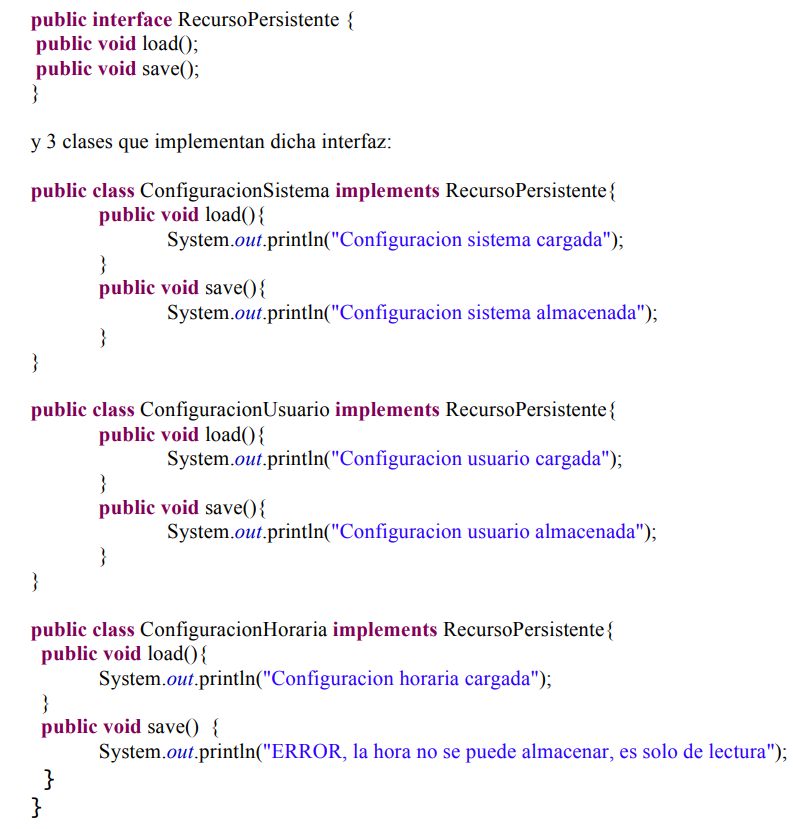 public interface RecursoPersistente {
public void load();
public void save();
}
y 3 clases que implementan dicha interfaz:
public class ConfiguracionSistema implements RecursoPersistente{
public void load(){
System.out.println("Configuracion sistema cargada");
}
public void save(){
System.out.println("Configuracion sistema almacenada");
}
}
public class ConfiguracionUsuario implements RecursoPersistente{
public void load(){
System.out.println("Configuracion usuario cargada");
}
public void save(){
System.out.println("Configuracion usuario almacenada");
}
}
public class ConfiguracionHoraria implements RecursoPersistente{
public void load(){
System.out.println("Configuracion horaria cargada");
}
public void save() {
System.out.println("ERROR, la hora no se puede almacenar, es solo de lectura");
}
}